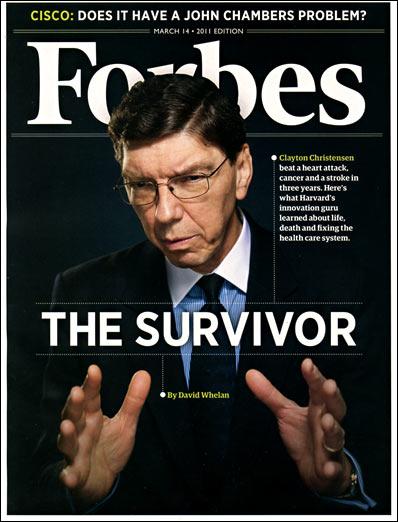 CISCO: DOES IT HAVE A JOHN CHAMBERS PROBLEM?
MARCH 14 • 2011 EDITION
Forbes
Clayton Christensen
beat a heart attack,
cancer and a stroke in
three years. Here's
what Harvard's
innovation guru
learned about life,
death and fixing the
health care system.
THE SURVIVOR
By David Whelan